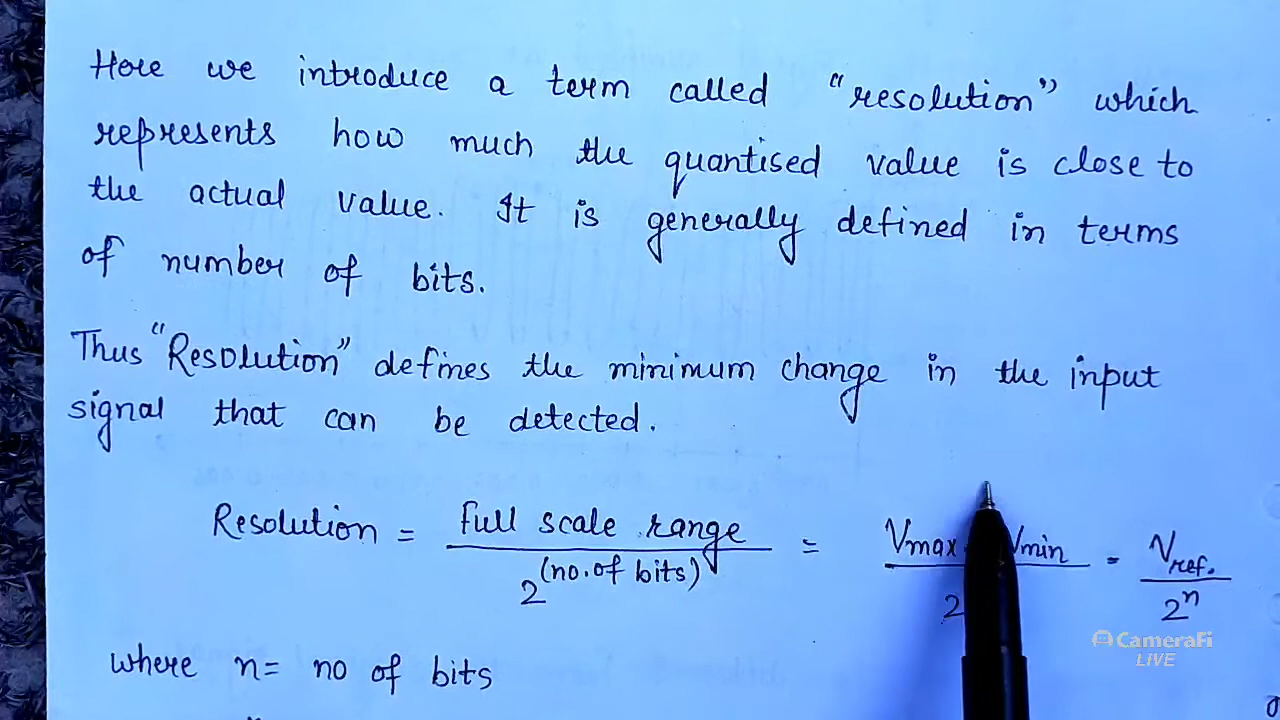 Here we introduce a term called "resolution" which
represents how much the quantised value is close to
the actual value. It is generally defined in terms
of number of bits.
Thus "Resolution" defines the minimum change in the input
signal that can be detected.
Resolution = Full scale range / 2^(no. of bits) = Vmax Vmin / 2 = Vref. / 2^n
where n = no of bits
CameraFi
LIVE